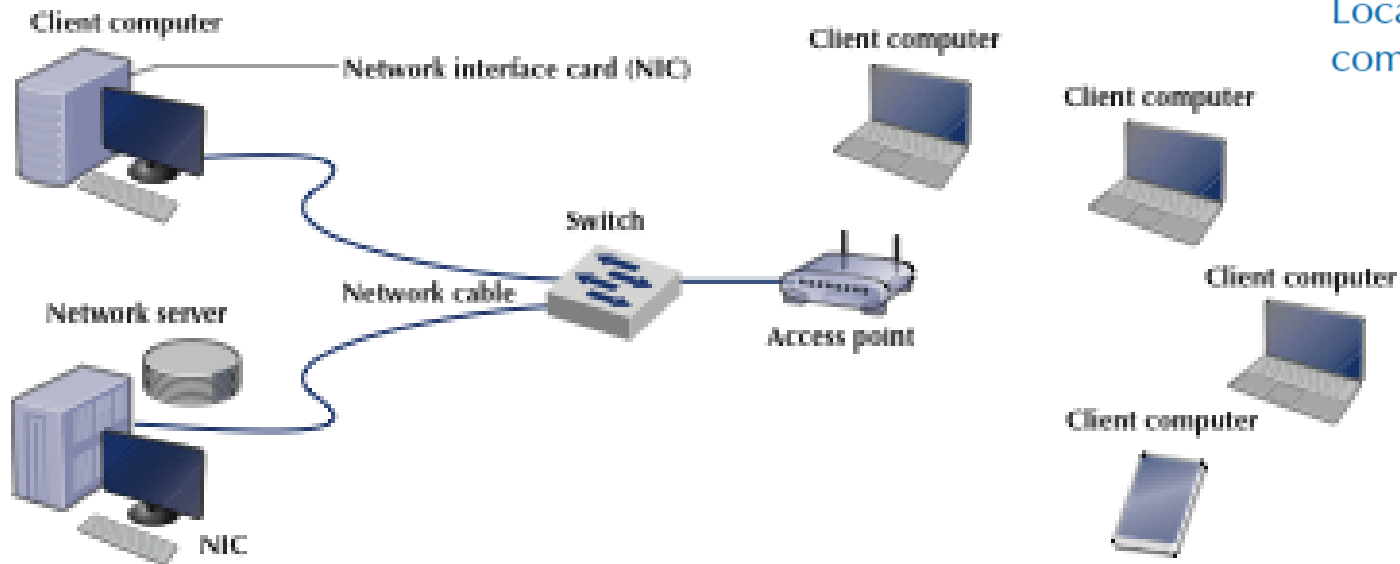 Client computer
Network interface card (NIC)
Client computer
Client computer
Switch
Network cable
Client computer
Network server
Access point
Client computer
NIC